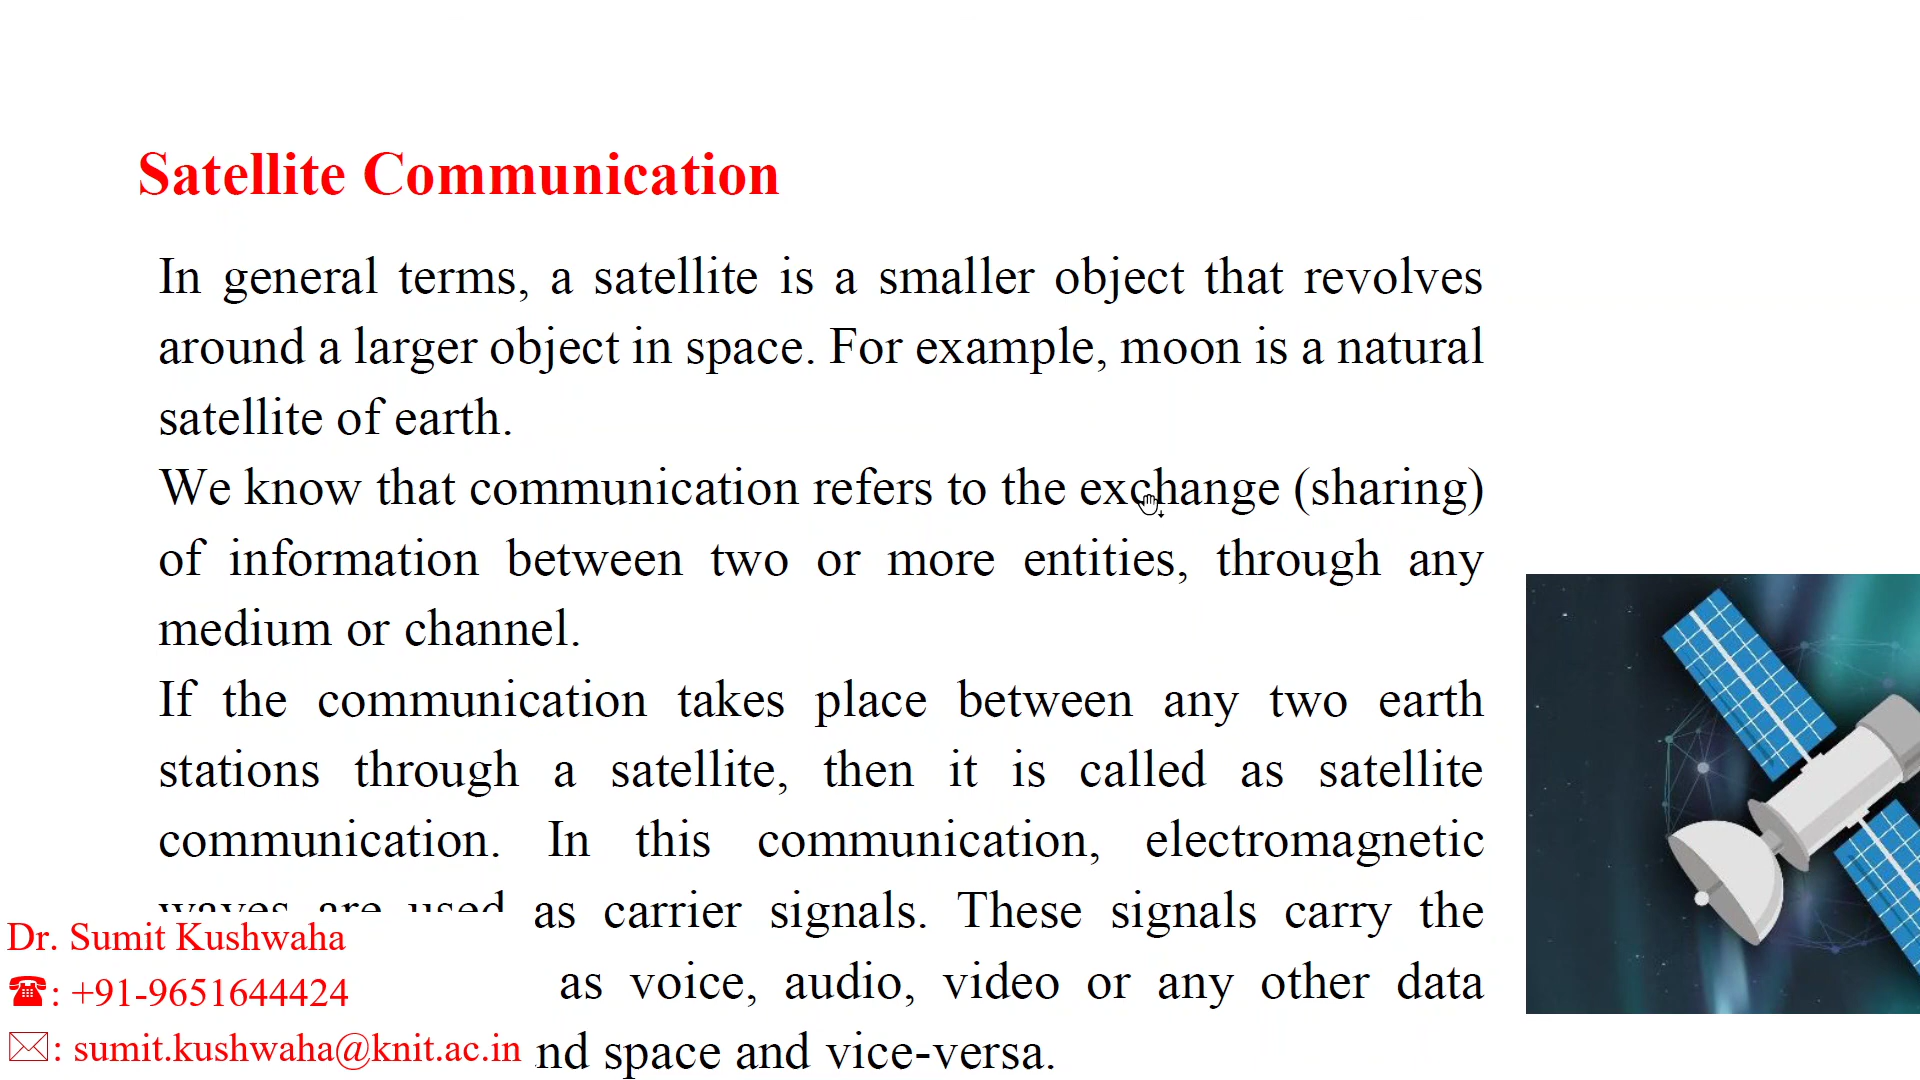 Satellite Communication
In general terms, a satellite is a smaller object that revolves
around a larger object in space. For example, moon is a natural
satellite of earth.
We know that communication refers to the exchange (sharing)
of information between two or more entities, through any
medium or channel.
If the communication takes place between any two earth
stations through a satellite, then it is called as satellite
communication. In this communication, electromagnetic
waves are used as carrier signals. These signals carry the
as voice, audio, video or any other data
space and vice-versa.
Dr. Sumit Kushwaha
☎: +91-9651644424
✉: sumit.kushwaha@knit.ac.in